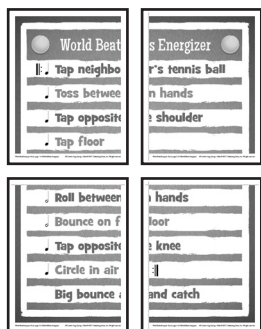 World Beat s Energizer
Tap neighbo r's tennis ball
Toss betwee n hands
Tap opposit e shoulder
Tap floor
Roll between hands
Bounce on f loor
Tap opposit e knee
Circle in air
Big bounce and catch